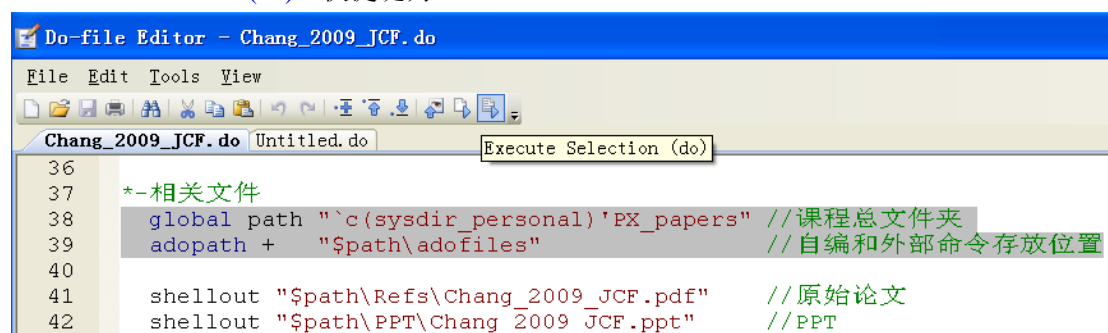 Do-file Editor - Chang_2009_JCF.do
File Edit Tools View
Chang_2009_JCF.do Untitled.do
Execute Selection (do)
36
37 *-相关文件
38 global path "`c(sysdir_personal)'PX_papers" //课程总文件夹
39 adopath + "$path\adofiles" //自编和外部命令存放位置
40
41 shellout "$path\Refs\Chang_2009_JCF.pdf" //原始论文
42 shellout "$path\PPT\Chang_2009_JCF.ppt" //PPT